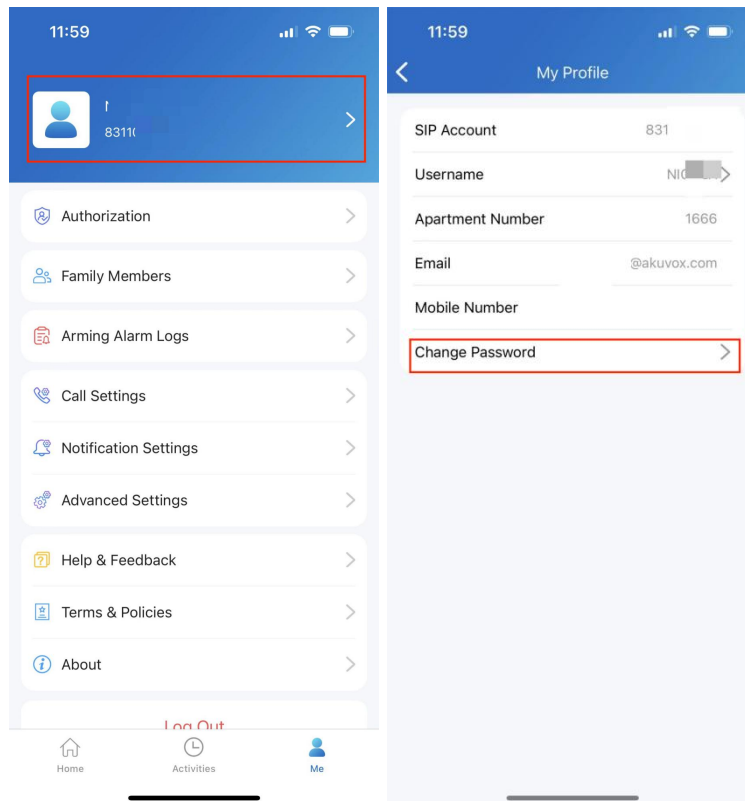 11:59
83110
Authorization
Family Members
Arming Alarm Logs
Call Settings
Notification Settings
Advanced Settings
Help & Feedback
Terms & Policies
About
Log Out
Home
Activities
Me
11:59
My Profile
SIP Account 831
Username
Apartment Number 1666
Email @akuvox.com
Mobile Number
Change Password